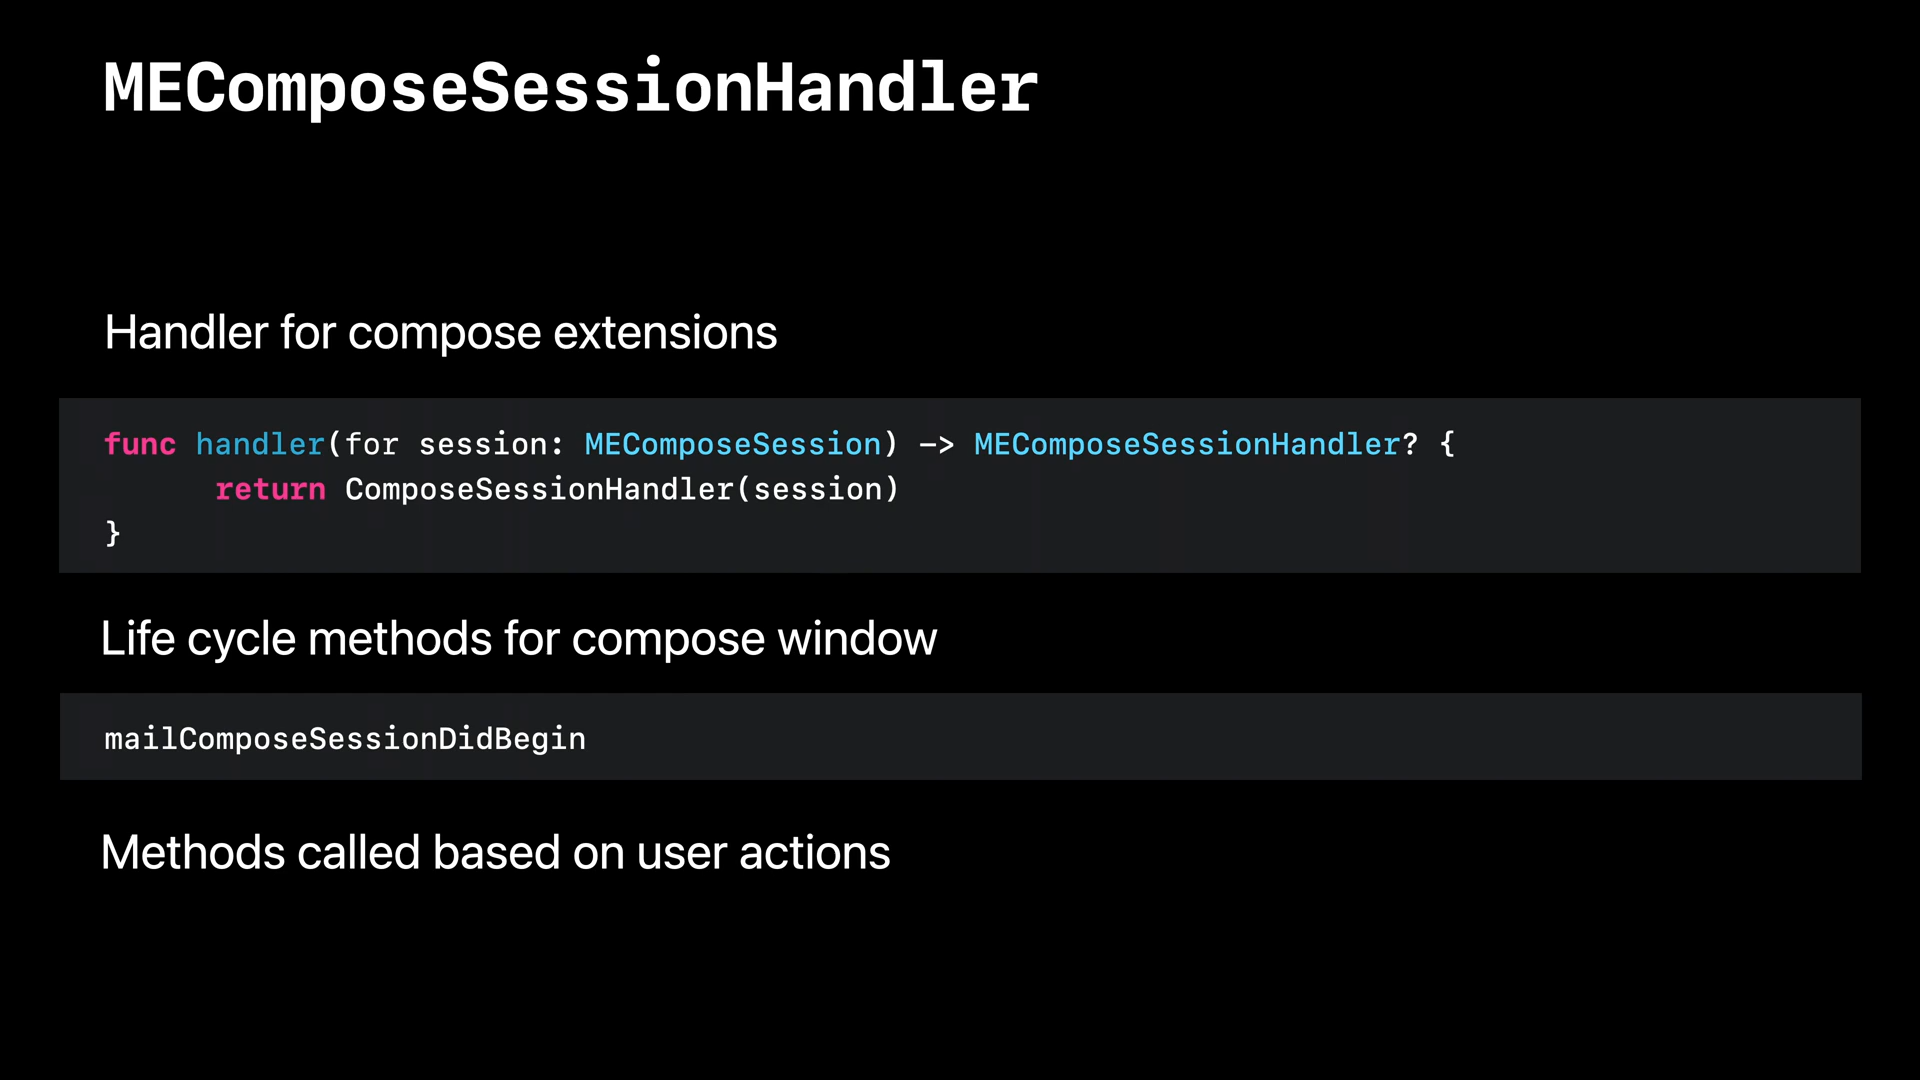 MEComposeSessionHandler
Handler for compose extensions
func handler(for session: MEComposeSession) -> MEComposeSessionHandler? {
      return ComposeSessionHandler(session)
}
Life cycle methods for compose window
mailComposeSessionDidBegin
Methods called based on user actions